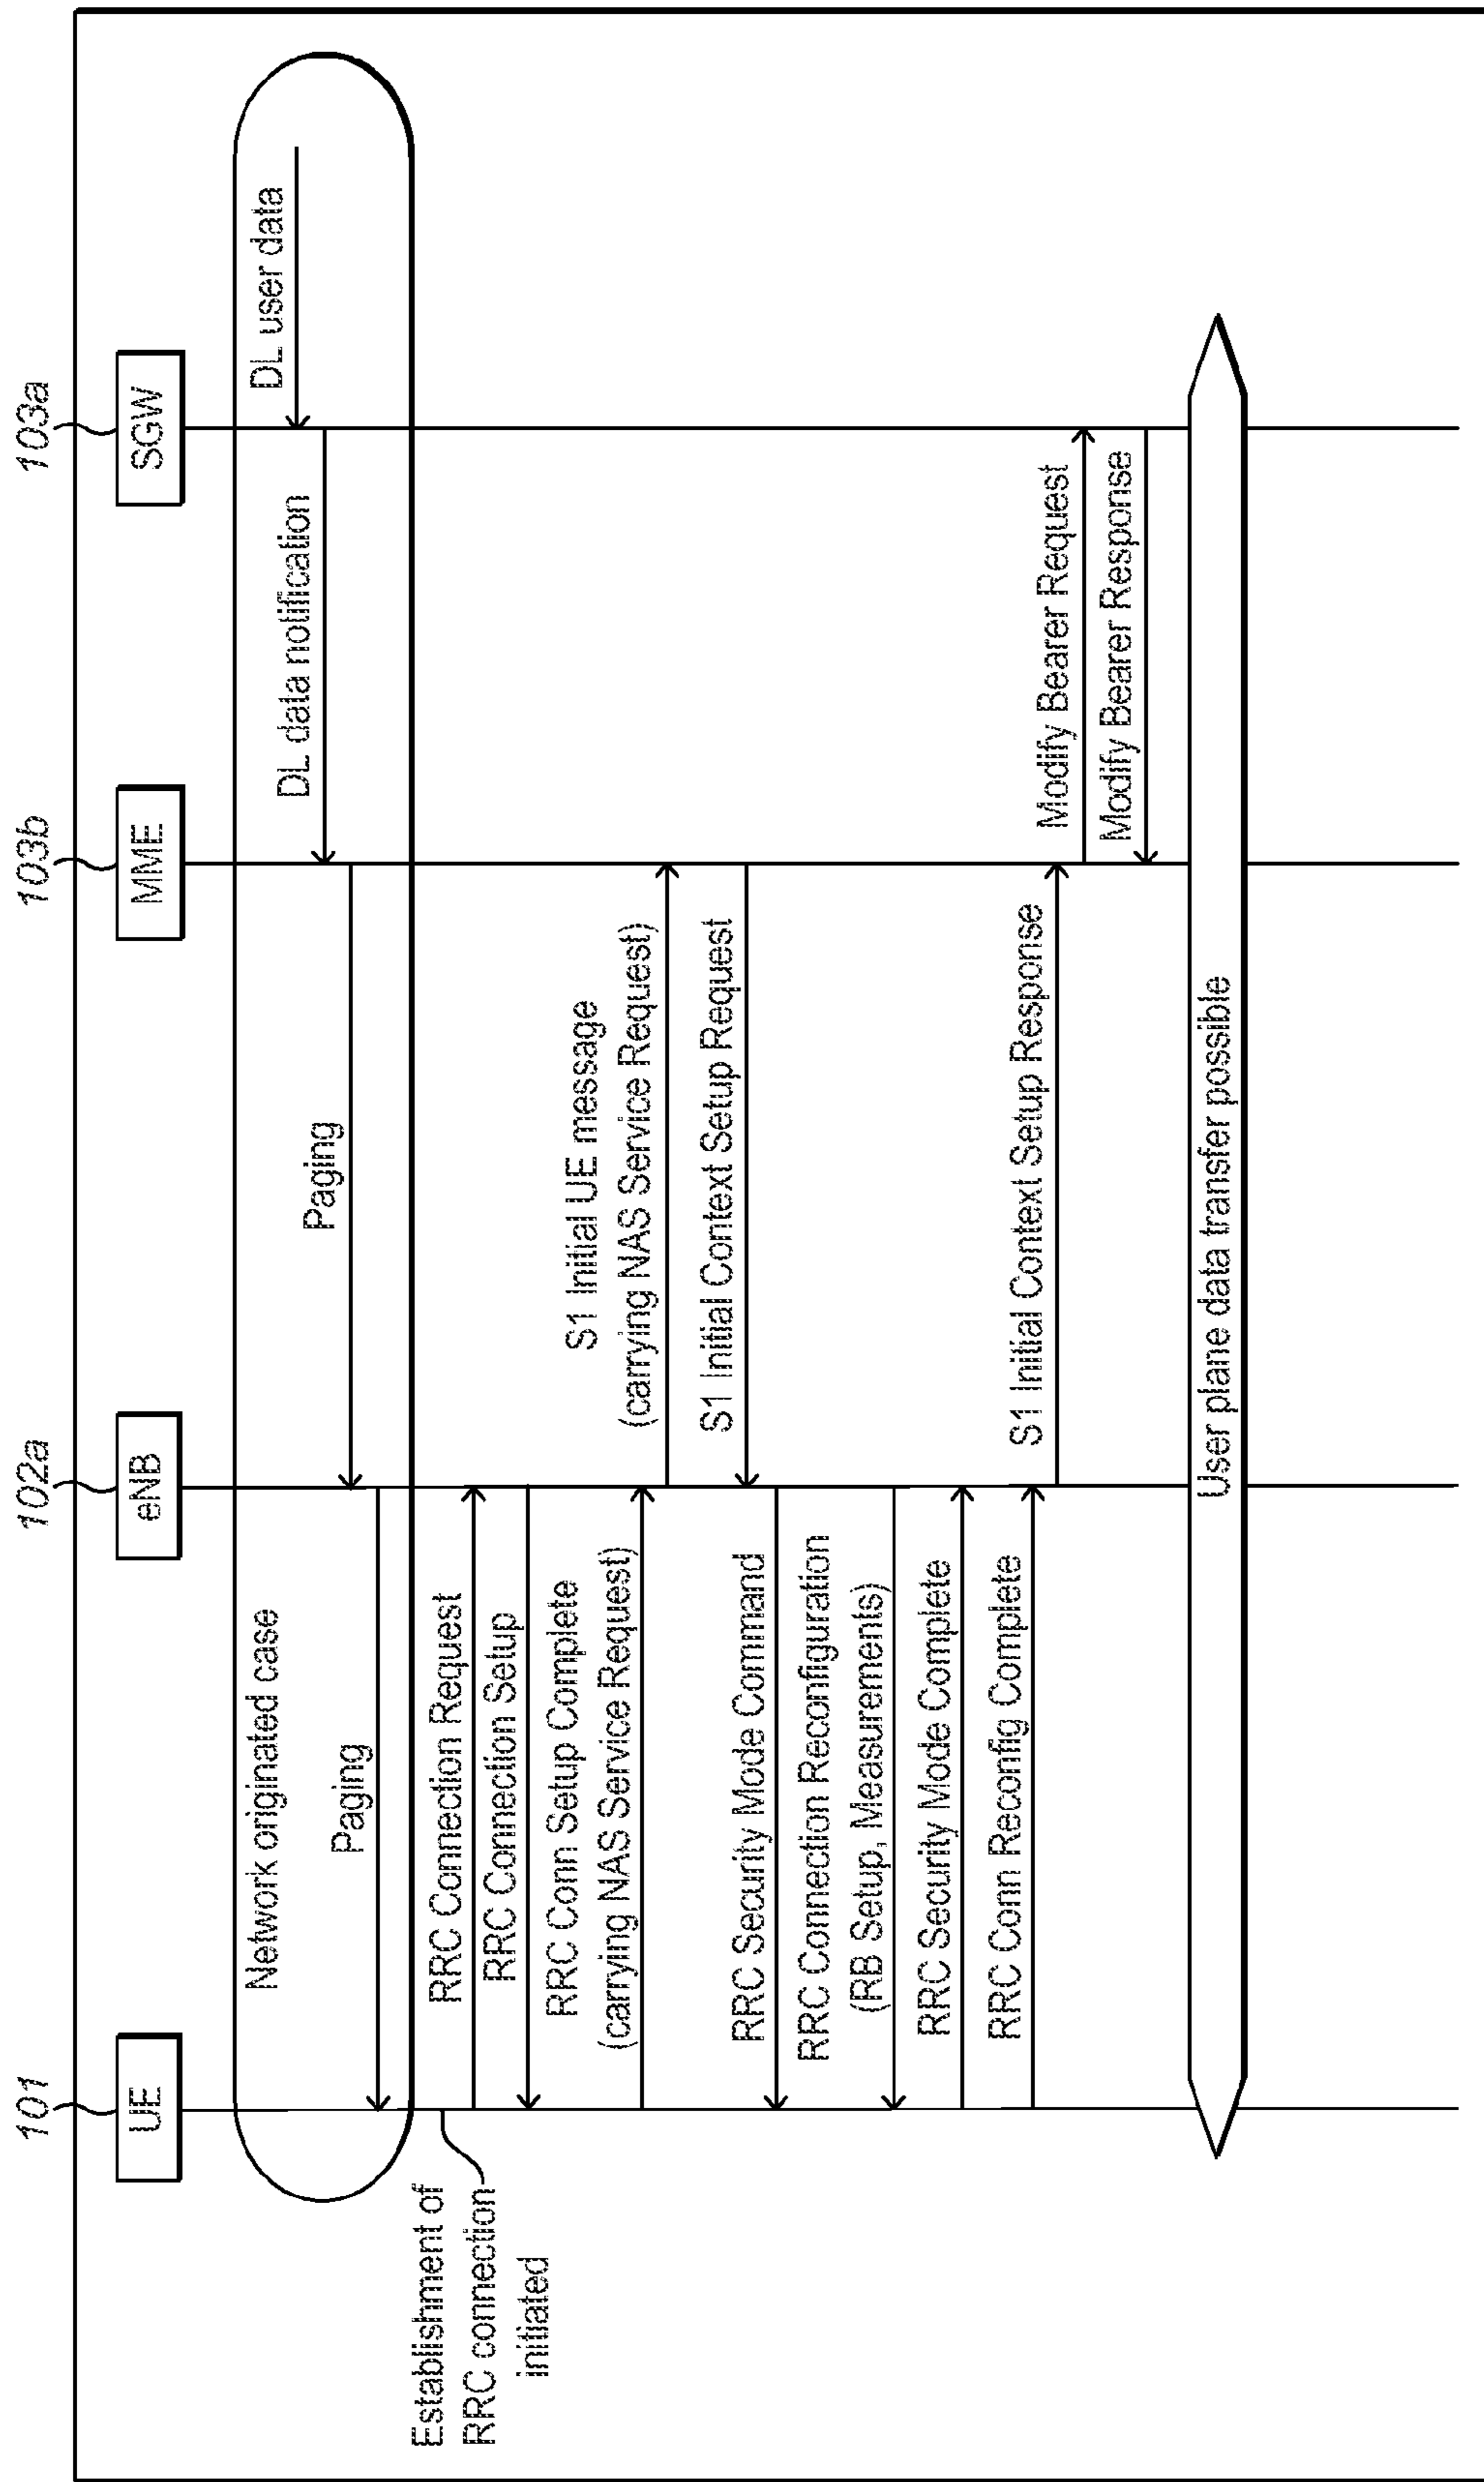 101
102a
103b
103a
UE
eNB
MME
SGW
Network originated case
DL user data
DL data notification
Paging
Paging
Establishment of
RRC connection
initiated
RRC Connection Request
RRC Connection Setup
RRC Conn Setup Complete
(carrying NAS Service Request)
S1 Initial UE message
(carrying NAS Service Request)
S1 Initial Context Setup Request
RRC Security Mode Command
RRC Connection Reconfiguration
(RB Setup, Measurements)
RRC Security Mode Complete
RRC Conn Reconfig Complete
S1 Initial Context Setup Response
Modify Bearer Request
Modify Bearer Response
User plane data transfer possible